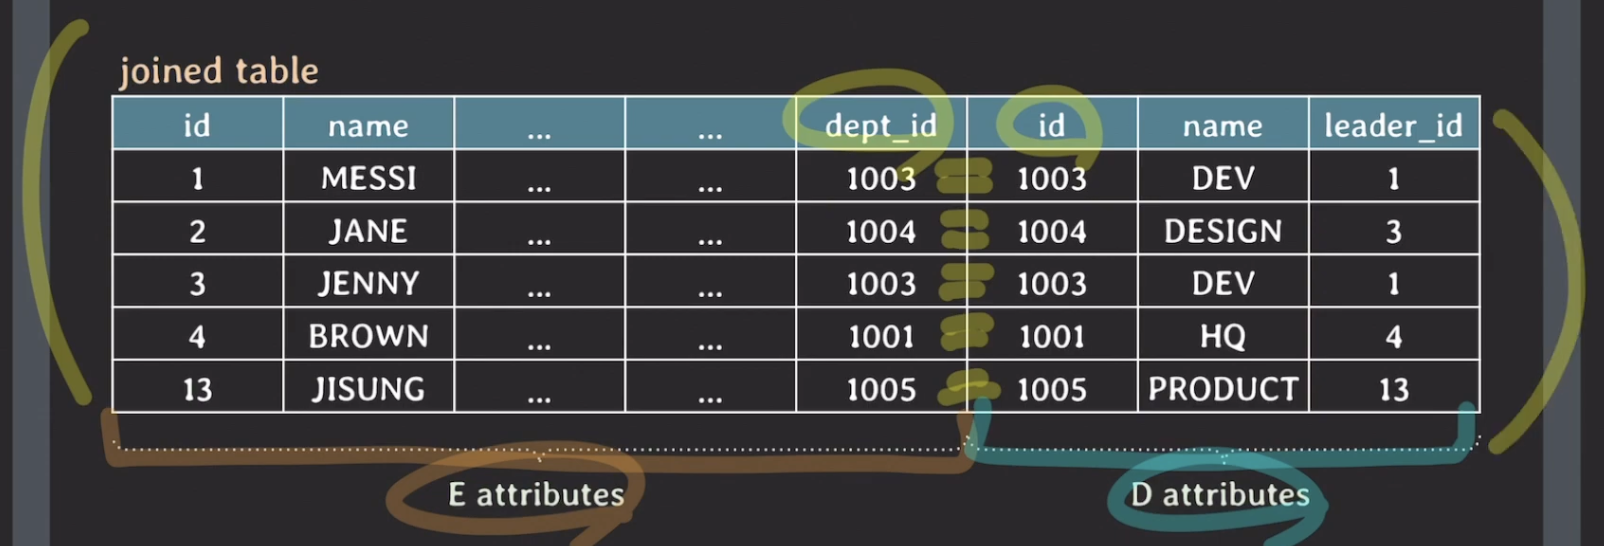 joined table
id name ... ... dept_id id name leader_id
1 MESSI ... ... 1003 1003 DEV 1
2 JANE ... ... 1004 1004 DESIGN 3
3 JENNY ... ... 1003 1003 DEV 1
4 BROWN ... ... 1001 1001 HQ 4
13 JISUNG ... ... 1005 1005 PRODUCT 13
E attributes D attributes